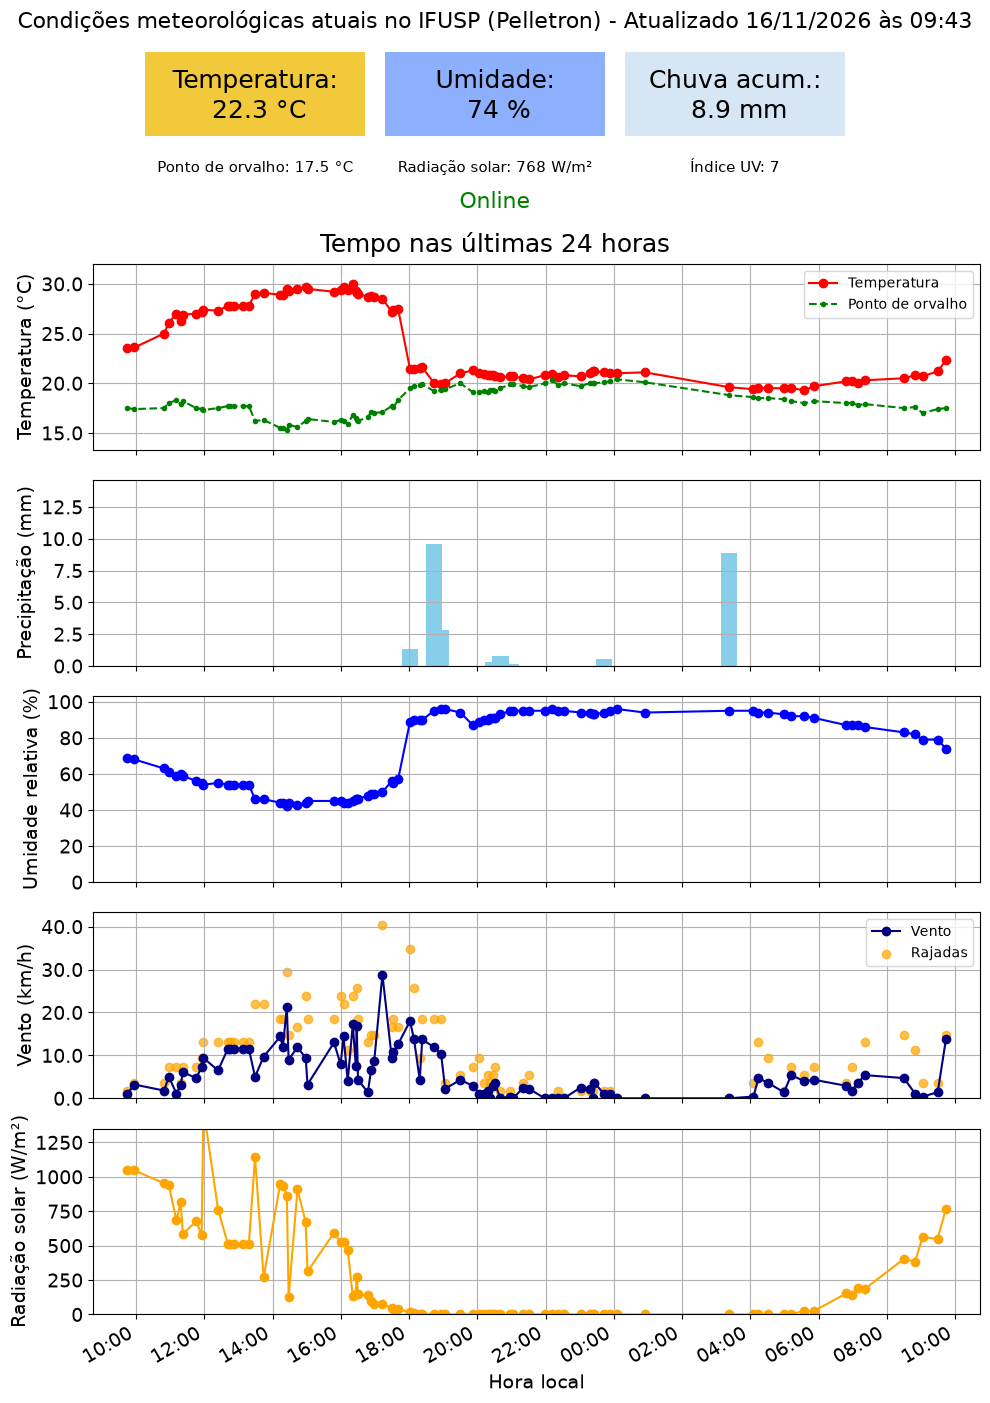 Condições meteorológicas atuais no IFUSP (Pelletron) - Atualizado 16/11/2026 às 09:43
Temperatura:
22.3 °C
Umidade:
74 %
Chuva acum.:
8.9 mm
Ponto de orvalho: 17.5 °C
Radiação solar: 768 W/m²
Índice UV: 7
Online
Tempo nas últimas 24 horas
Temperatura (°C)
30.0
25.0
20.0
15.0
Temperatura
Ponto de orvalho
Precipitação (mm)
12.5
10.0
7.5
5.0
2.5
0.0
Umidade relativa (%)
100
80
60
40
20
0
Vento (km/h)
40.0
30.0
20.0
10.0
0.0
Vento
Rajadas
Radiação solar (W/m²)
1250
1000
750
500
250
0
10:00
12:00
14:00
16:00
18:00
20:00
22:00
00:00
02:00
04:00
06:00
08:00
10:00
Hora local